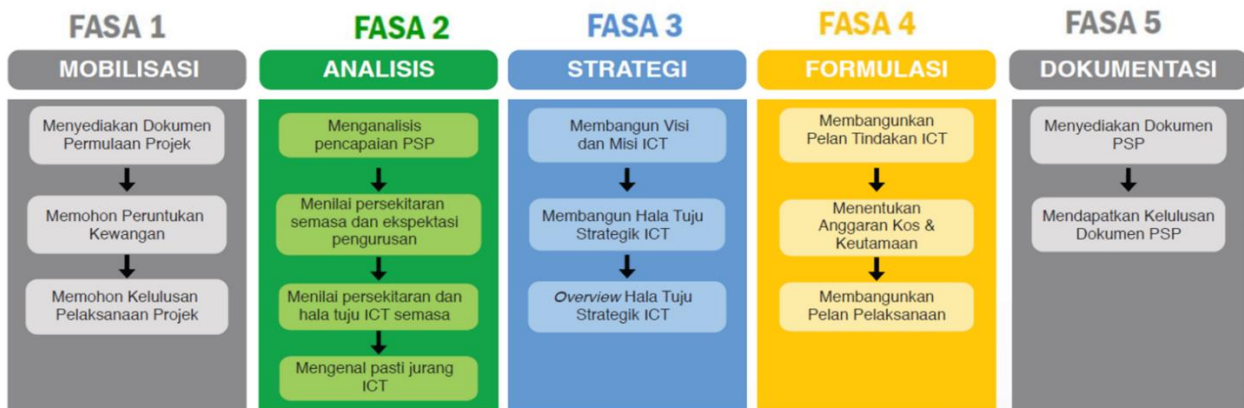 FASA 1
MOBILISASI
Menyediakan Dokumen
Permulaan Projek
Memohon Peruntukan
Kewangan
Memohon Kelulusan
Pelaksanaan Projek
FASA 2
ANALISIS
Menganalisis
pencapaian PSP
Menilai persekitaran
semasa dan ekspektasi
pengurusan
Menilai persekitaran dan
hala tuju ICT semasa
Mengenal pasti jurang
ICT
FASA 3
STRATEGI
Membangun Visi
dan Misi ICT
Membangun Hala Tuju
Strategik ICT
Overview Hala Tuju
Strategik ICT
FASA 4
FORMULASI
Membangunkan
Pelan Tindakan ICT
Menentukan
Anggaran Kos &
Keutamaan
Membangunkan
Pelan Pelaksanaan
FASA 5
DOKUMENTASI
Menyediakan Dokumen
PSP
Mendapatkan Kelulusan
Dokumen PSP